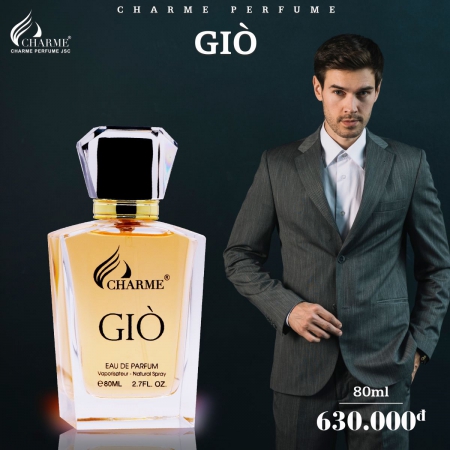 CHARME PERFUME
CHARME®
CHARME PERFUME JSC
GIÒ
CHARME®
GIÒ
EAU DE PARFUM
Vaporisateur - Natural Spray
℮80ML 2.7FL. OZ.
80ml
630.000đ